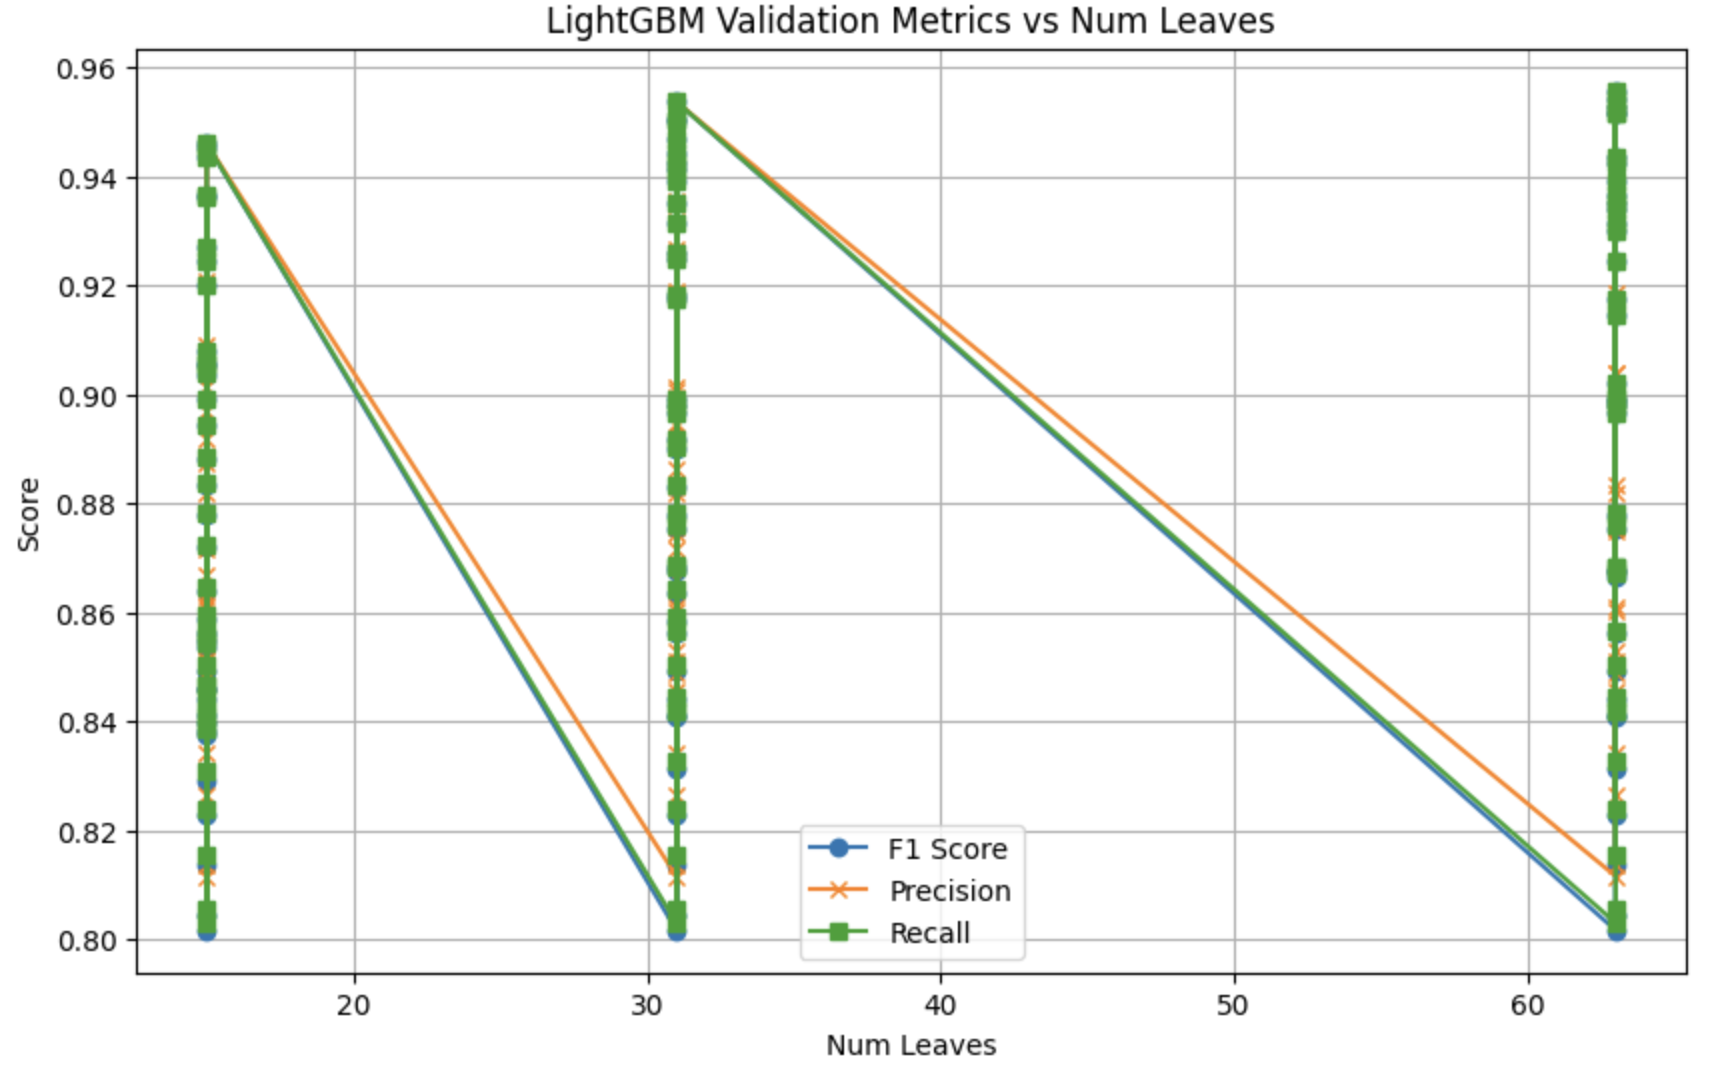 LightGBM Validation Metrics vs Num Leaves
0.96
0.94
0.92
0.90
0.88
0.86
0.84
0.82
0.80
Score
F1 Score
Precision
Recall
20 30 40 50 60
Num Leaves